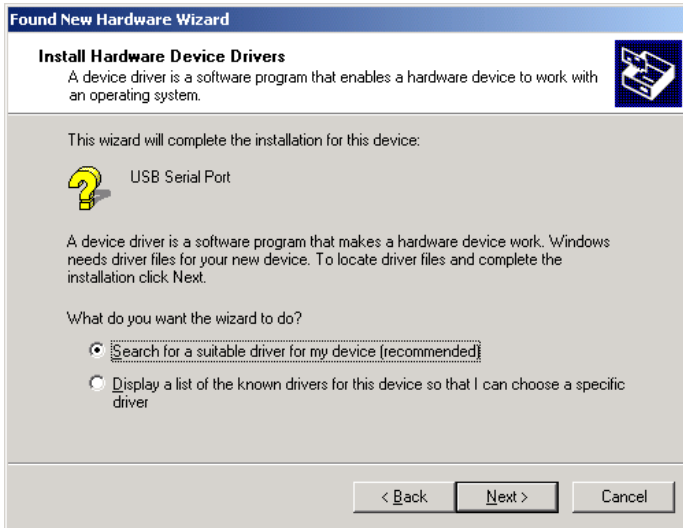 Found New Hardware Wizard
Install Hardware Device Drivers
A device driver is a software program that enables a hardware device to work with
an operating system.
This wizard will complete the installation for this device:
USB Serial Port
A device driver is a software program that makes a hardware device work. Windows
needs driver files for your new device. To locate driver files and complete the
installation click Next.
What do you want the wizard to do?
Search for a suitable driver for my device (recommended)
Display a list of the known drivers for this device so that I can choose a specific
driver
< Back Next > Cancel